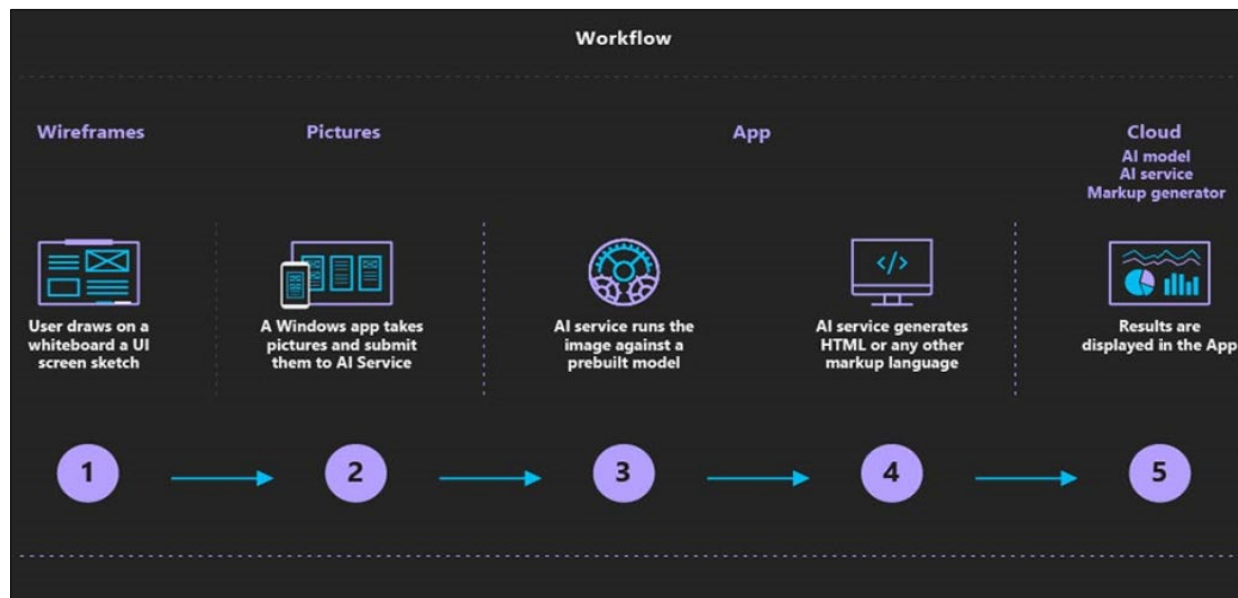 Workflow
Wireframes
Pictures
App
Cloud
AI model
AI service
Markup generator
</>
User draws on a
whiteboard a UI
screen sketch
A Windows app takes
pictures and submit
them to AI Service
AI service runs the
image against a
prebuilt model
AI service generates
HTML or any other
markup language
Results are
displayed in the App
1
2
3
4
5